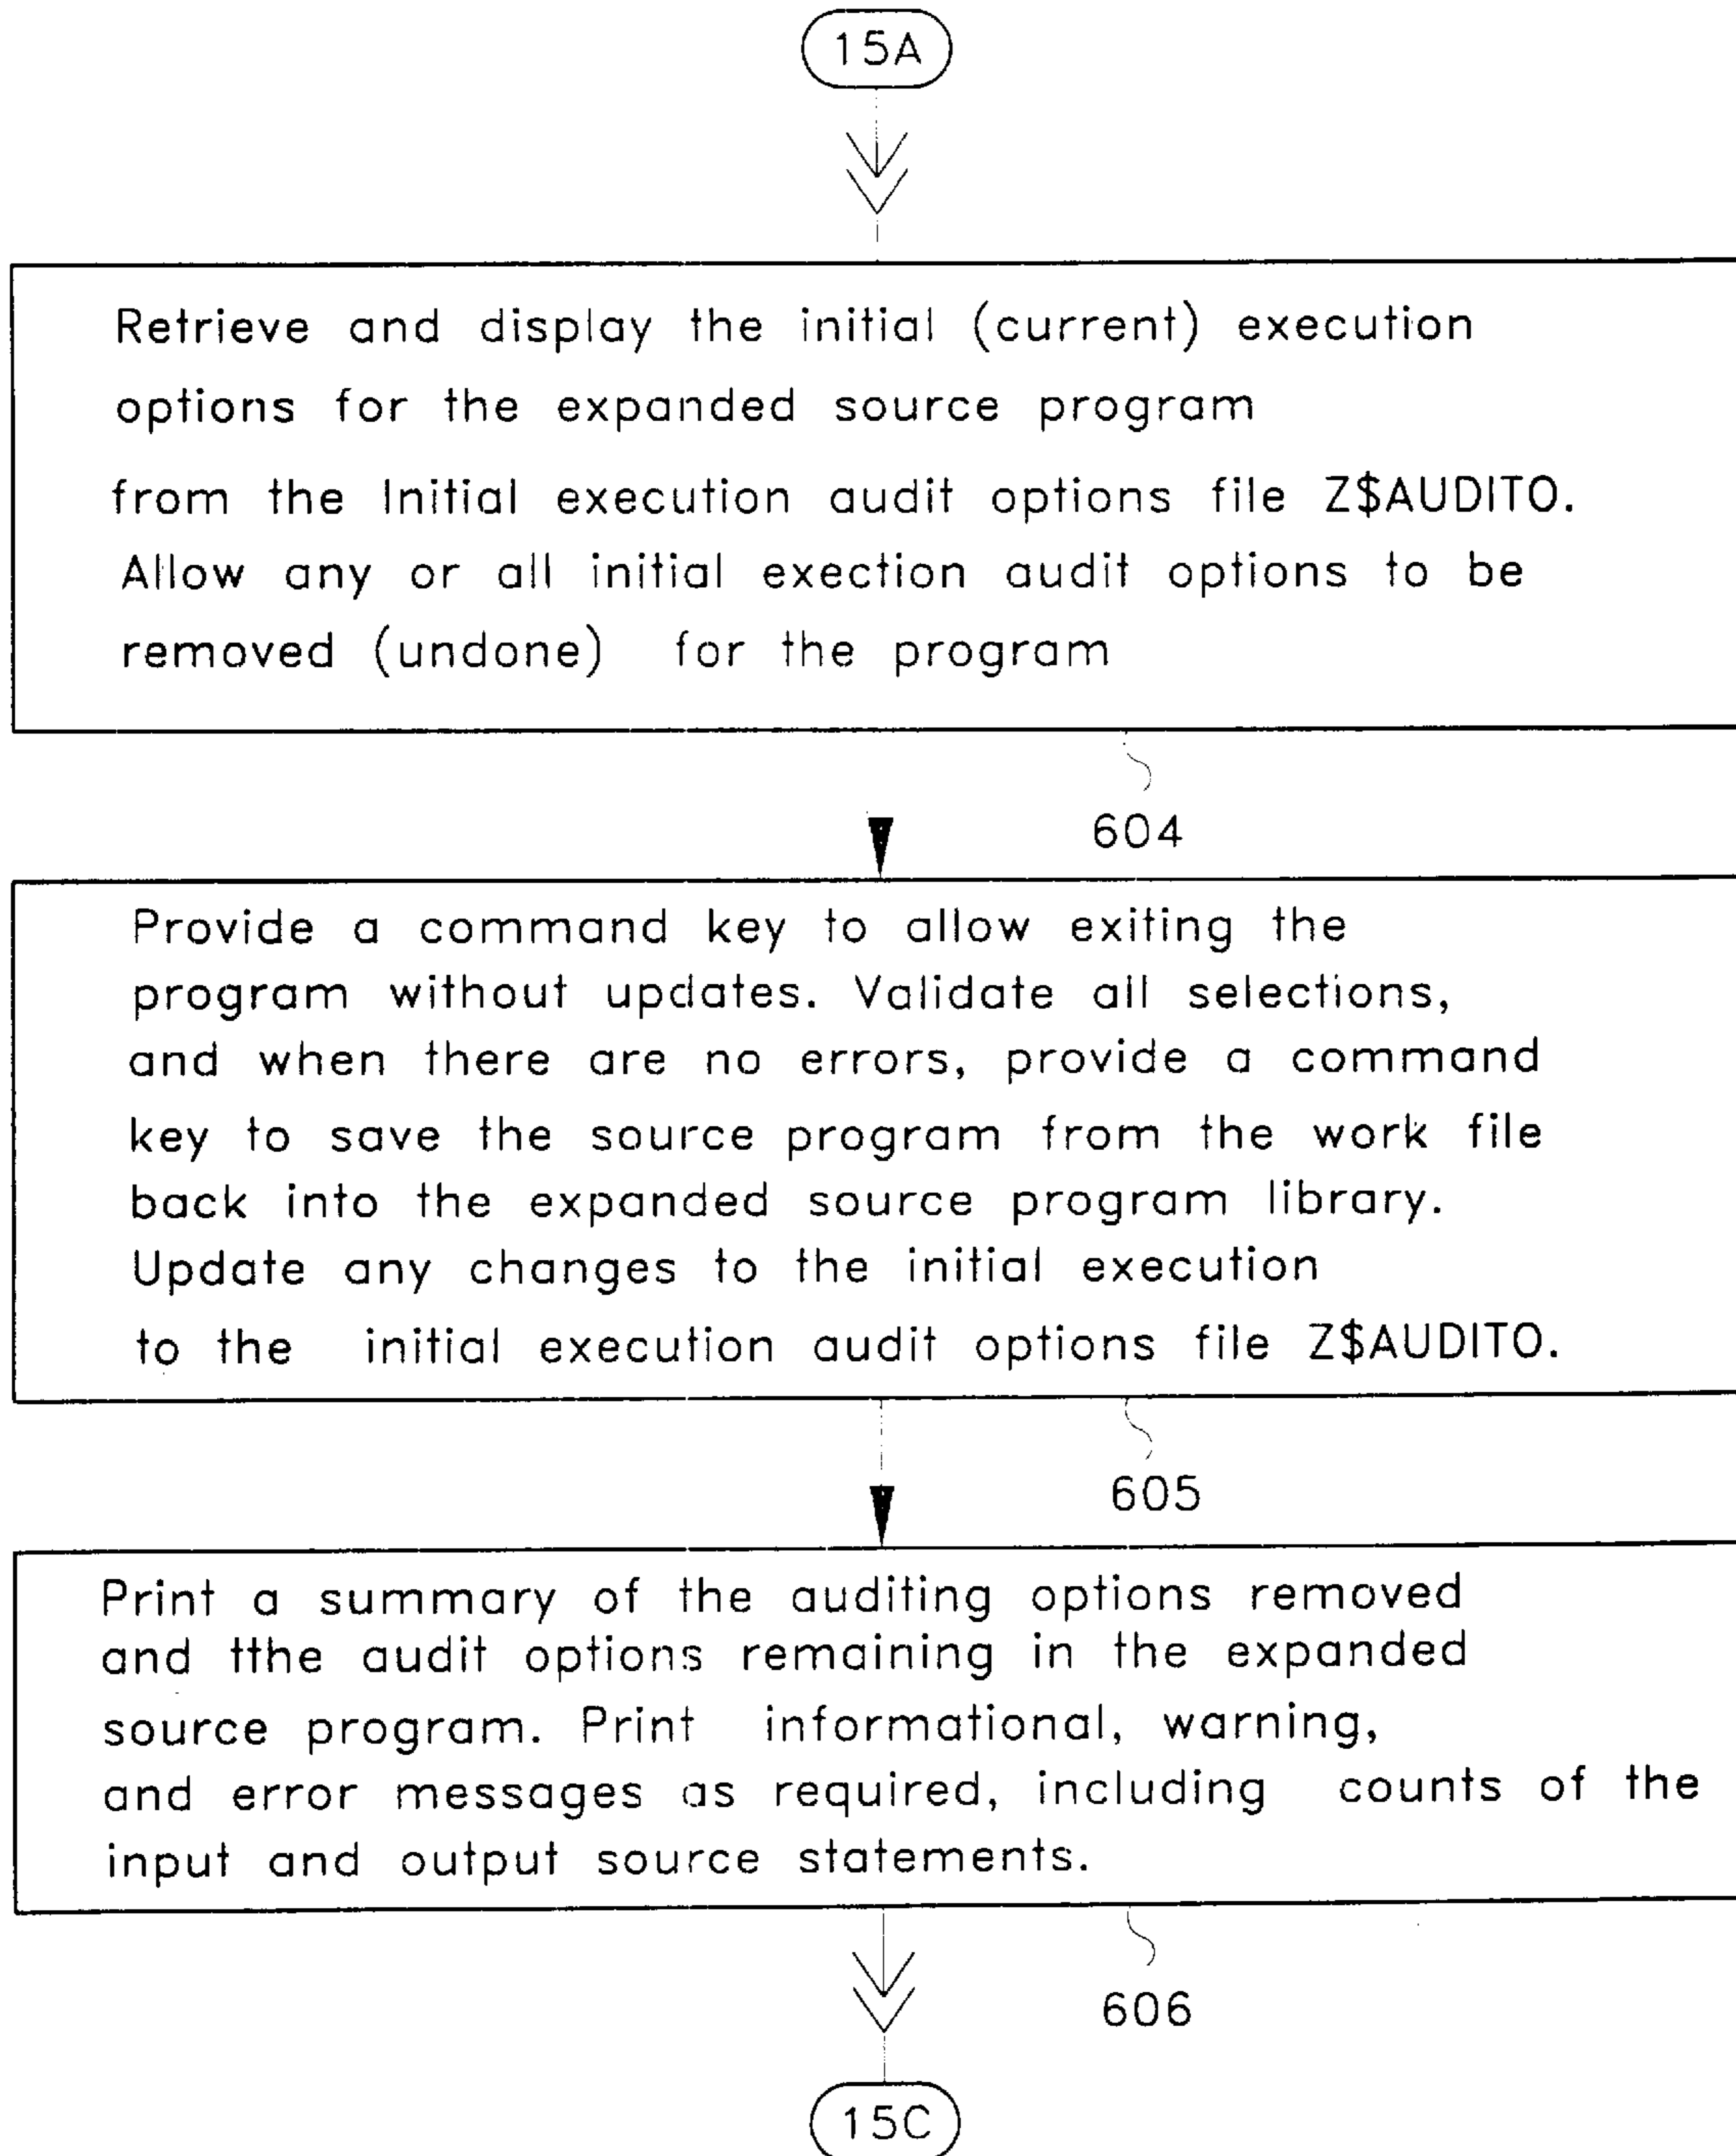 15A
Retrieve and display the initial (current) execution
options for the expanded source program
from the Initial execution audit options file Z$AUDITO.
Allow any or all initial exection audit options to be
removed (undone) for the program
604
Provide a command key to allow exiting the
program without updates. Validate all selections,
and when there are no errors, provide a command
key to save the source program from the work file
back into the expanded source program library.
Update any changes to the initial execution
to the initial execution audit options file Z$AUDITO.
605
Print a summary of the auditing options removed
and tthe audit options remaining in the expanded
source program. Print informational, warning,
and error messages as required, including counts of the
input and output source statements.
606
15C